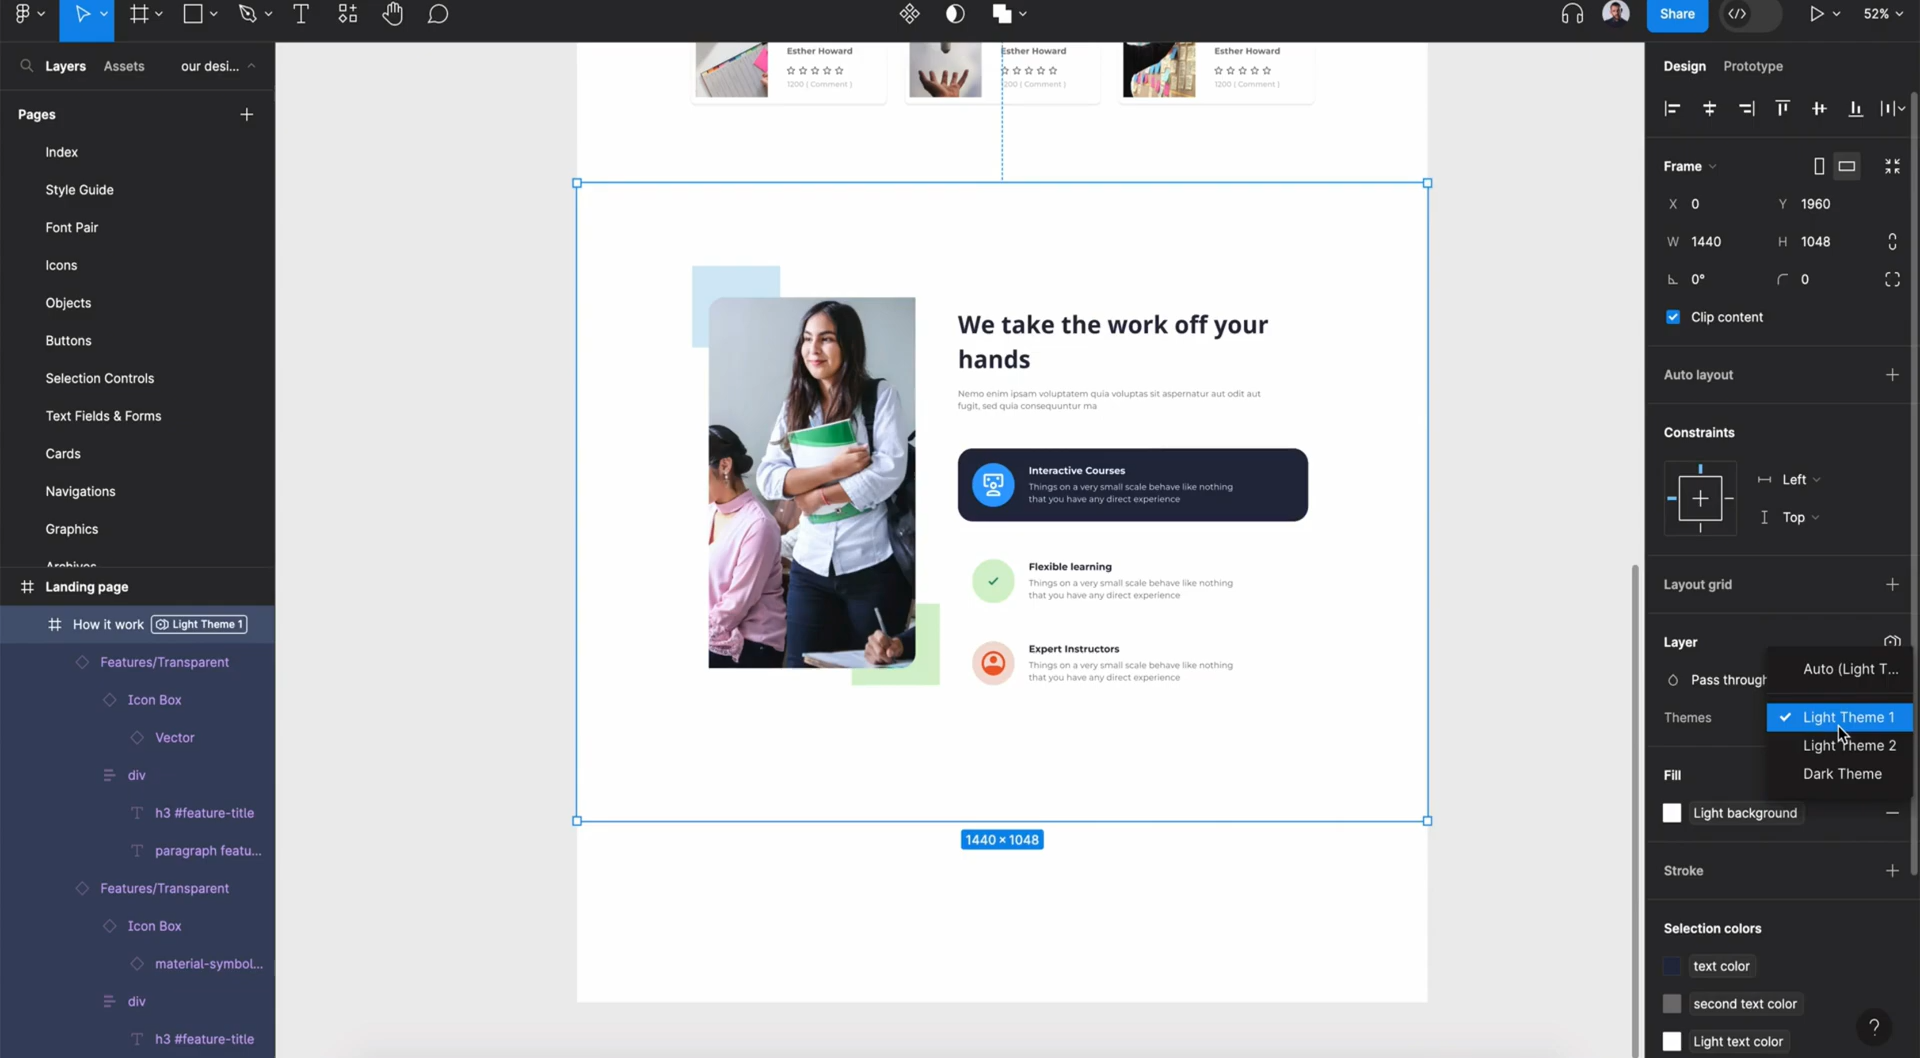 Share
52%
Layers
Assets
our desi...
Pages
Index
Style Guide
Font Pair
Icons
Objects
Buttons
Selection Controls
Text Fields & Forms
Cards
Navigations
Graphics
Archives
Landing page
How it work
Light Theme 1
Features/Transparent
Icon Box
Vector
div
h3 #feature-title
paragraph featu...
Features/Transparent
Icon Box
material-symbol...
div
h3 #feature-title
Esther Howard
1200 ( Comment )
Esther Howard
1200 ( Comment )
Esther Howard
1200 ( Comment )
We take the work off your
hands
Nemo enim ipsam voluptatem quia voluptas sit aspernatur aut odit aut
fugit, sed quia consequuntur ma
Interactive Courses
Things on a very small scale behave like nothing
that you have any direct experience
Flexible learning
Things on a very small scale behave like nothing
that you have any direct experience
Expert Instructors
Things on a very small scale behave like nothing
that you have any direct experience
1440 × 1048
Design
Prototype
Frame
X 0
Y 1960
W 1440
H 1048
0°
0
Clip content
Auto layout
Constraints
Left
Top
Layout grid
Layer
Pass through
Auto (Light T...
Themes
Light Theme 1
Light Theme 2
Dark Theme
Fill
Light background
Stroke
Selection colors
text color
second text color
Light text color
?